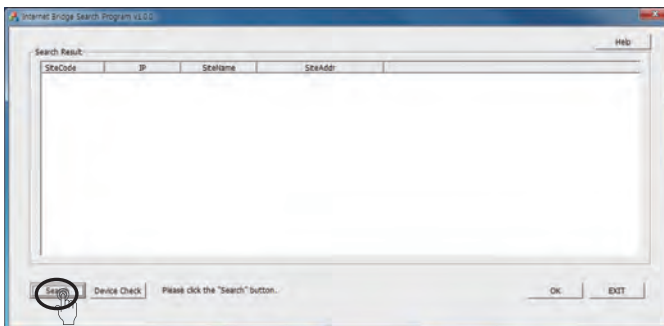 Internet Bridge Search Program v1.0.0
Help
Search Result
SiteCode IP SiteName SiteAddr
Search Device Check Please click the "Search" button. OK EXIT